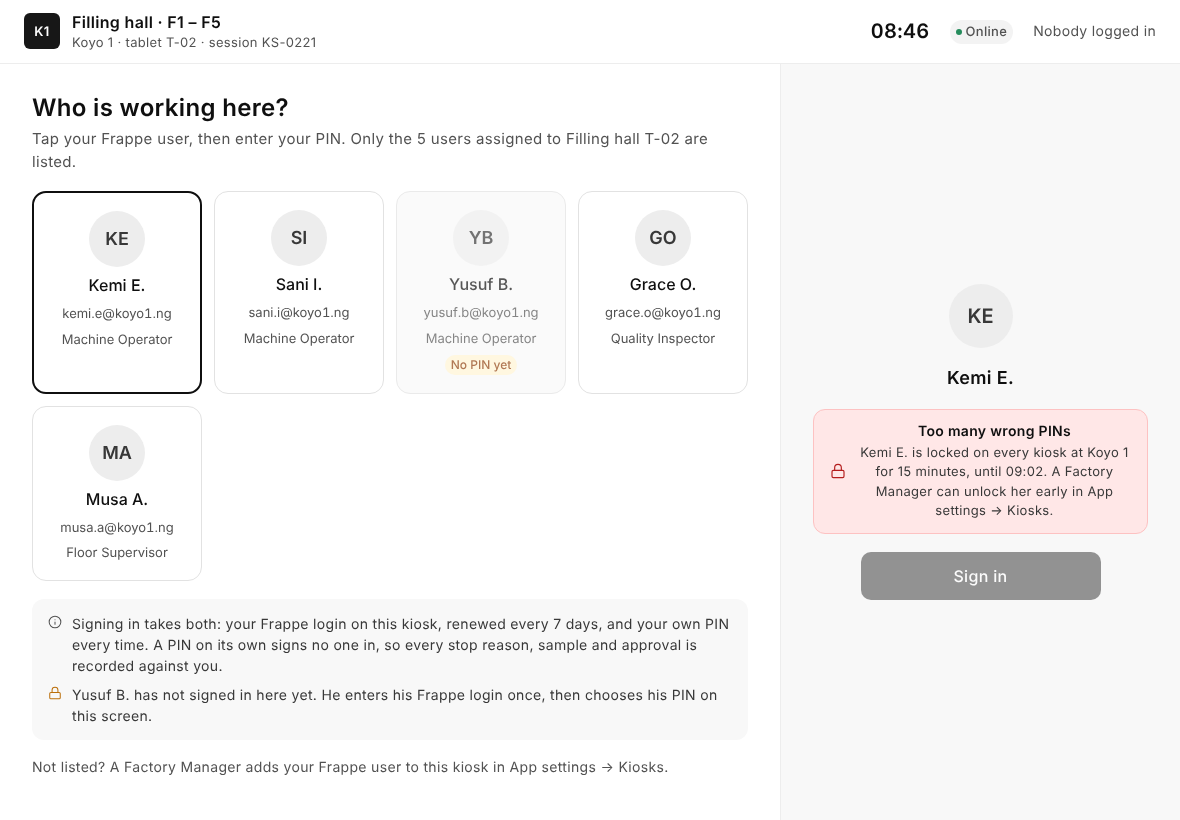 K1
Filling hall · F1 – F5
Koyo 1 · tablet T-02 · session KS-0221
08:46
Online
Nobody logged in
Who is working here?
Tap your Frappe user, then enter your PIN. Only the 5 users assigned to Filling hall T-02 are
listed.
KE
Kemi E.
kemi.e@koyo1.ng
Machine Operator
SI
Sani I.
sani.i@koyo1.ng
Machine Operator
YB
Yusuf B.
yusuf.b@koyo1.ng
Machine Operator
No PIN yet
GO
Grace O.
grace.o@koyo1.ng
Quality Inspector
MA
Musa A.
musa.a@koyo1.ng
Floor Supervisor
Signing in takes both: your Frappe login on this kiosk, renewed every 7 days, and your own PIN
every time. A PIN on its own signs no one in, so every stop reason, sample and approval is
recorded against you.
Yusuf B. has not signed in here yet. He enters his Frappe login once, then chooses his PIN on
this screen.
Not listed? A Factory Manager adds your Frappe user to this kiosk in App settings → Kiosks.
KE
Kemi E.
Too many wrong PINs
Kemi E. is locked on every kiosk at Koyo 1
for 15 minutes, until 09:02. A Factory
Manager can unlock her early in App
settings → Kiosks.
Sign in